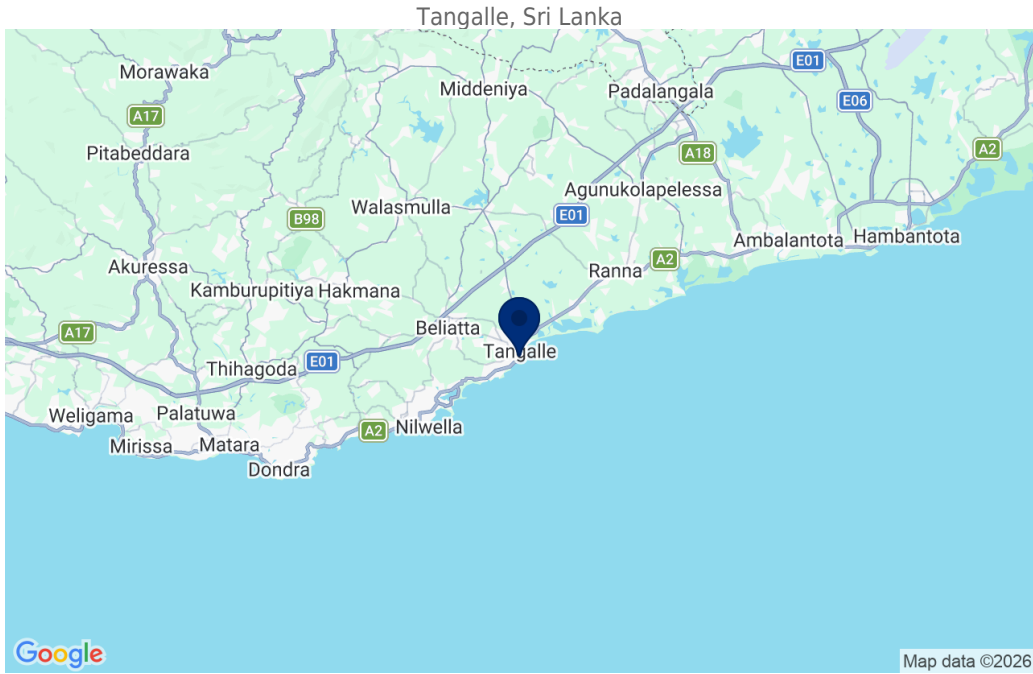 Tangalle, Sri Lanka
E01
Morawaka
Middeniya
Padalangala
E06
A17
A2
Pitabeddara
A18
Agunukolapelessa
Walasmulla
B98
E01
Ambalantota
Hambantota
A2
Akuressa
Ranna
Kamburupitiya
Hakmana
A17
Beliatta
Tangalle
Thihagoda
E01
Weligama
Palatuwa
A2
Nilwella
Mirissa
Matara
Dondra
Google
Map data ©2026